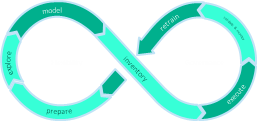 model
retrain
explore
inventory
prepare
execute